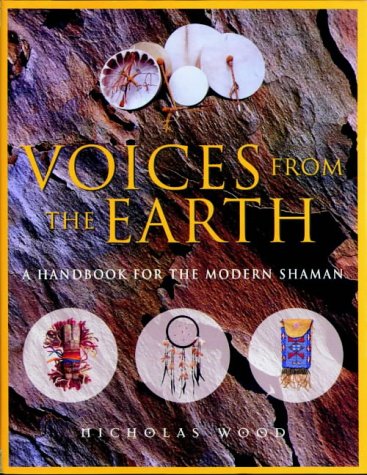 VOICES FROM
THE EARTH
A HANDBOOK FOR THE MODERN SHAMAN
NICHOLAS WOOD